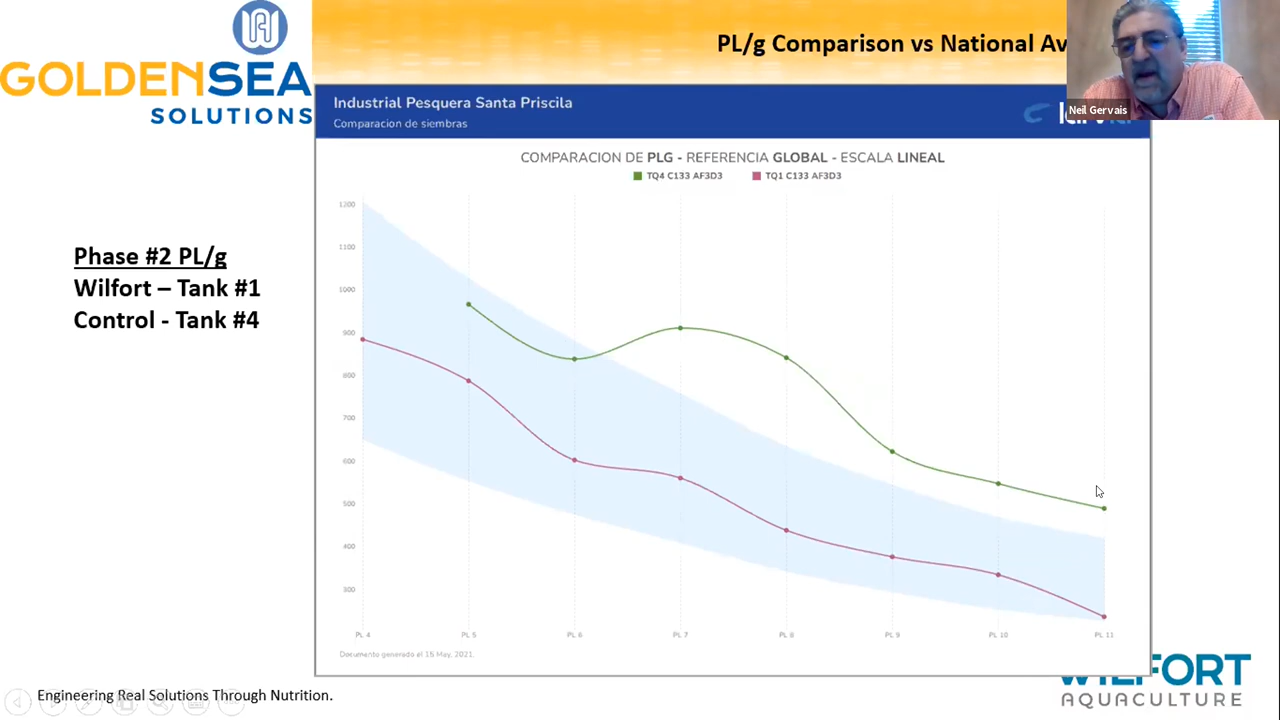 GOLDENSEA
SOLUTIONS
PL/g Comparison vs National Av
Neil Gervais
Industrial Pesquera Santa Priscila
Comparacion de siembras
COMPARACION DE PLG - REFERENCIA GLOBAL - ESCALA LINEAL
TQ4 C133 AF3D3 TQ1 C133 AF3D3
Phase #2 PL/g
Wilfort – Tank #1
Control - Tank #4
1200
1100
1000
900
800
700
600
500
400
300
PL 4 PL 5 PL 6 PL 7 PL 8 PL 9 PL 10 PL 11
Documento generado el 15 May, 2021.
Engineering Real Solutions Through Nutrition.
WILFORT
AQUACULTURE